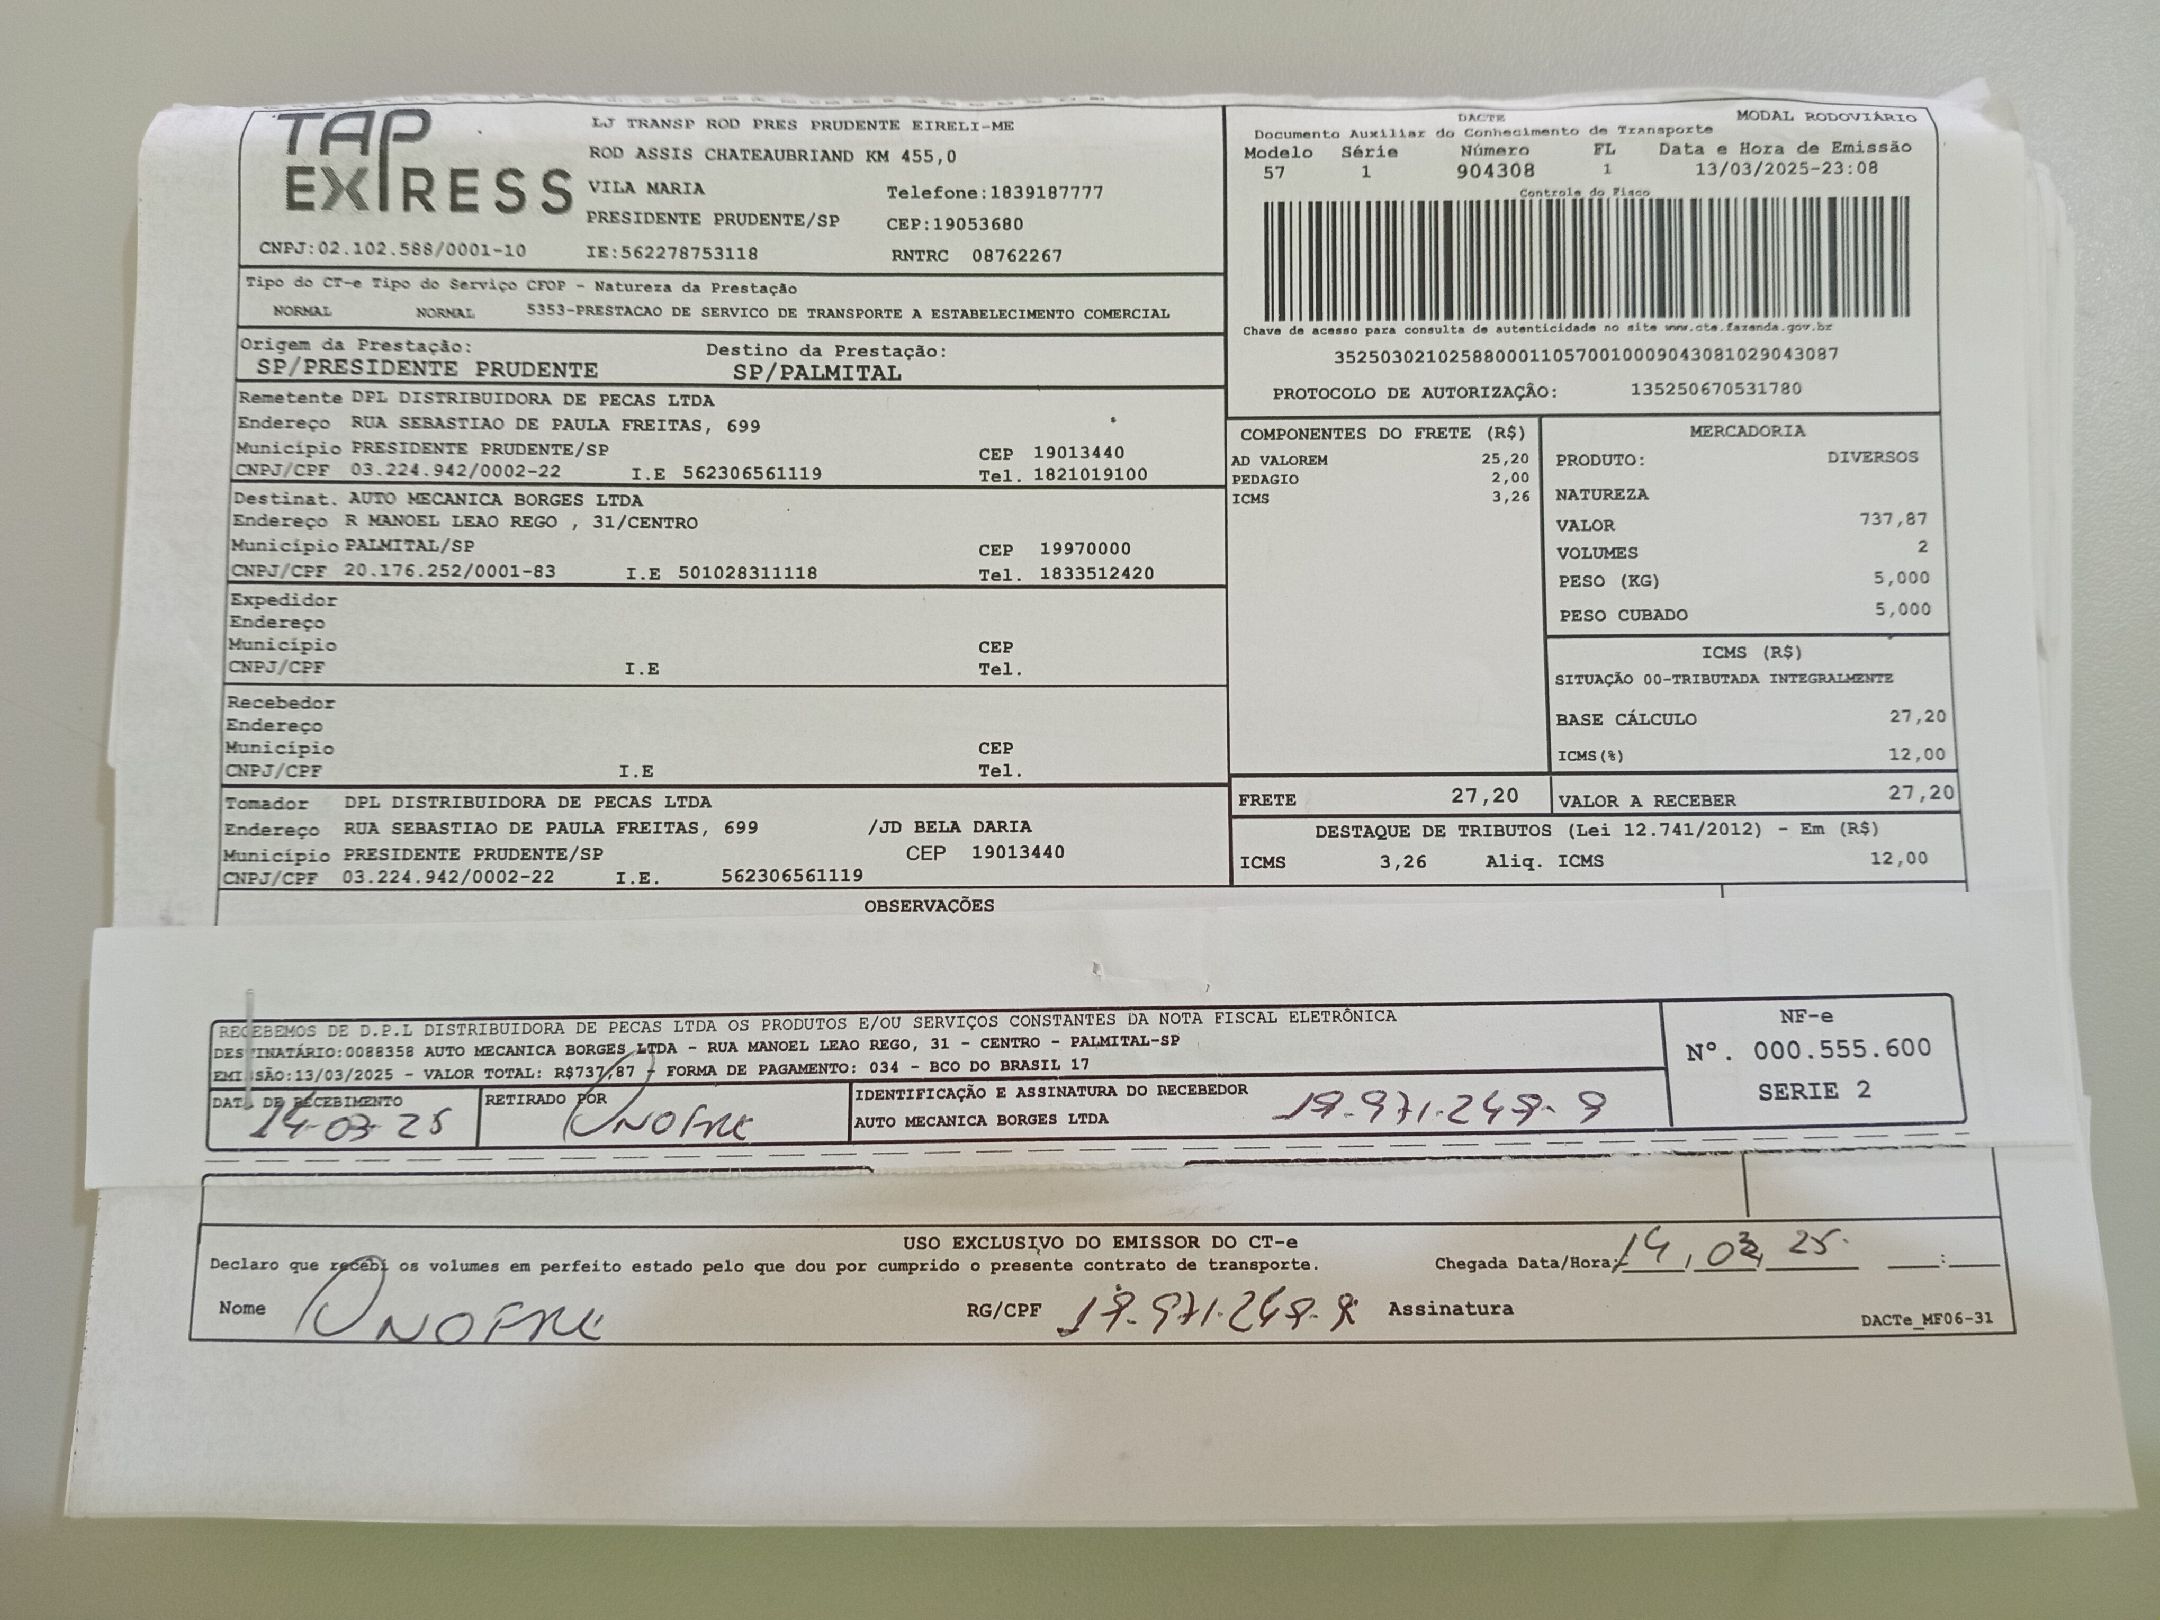 TAP EXPRESS
LJ TRANSP ROD PRES PRUDENTE EIRELI-ME
ROD ASSIS CHATEAUBRIAND KM 455,0
VILA MARIA Telefone:1839187777
PRESIDENTE PRUDENTE/SP CEP:19053680
CNPJ:02.102.588/0001-10 IE:562278753118 RNTRC 08762267
DACTE MODAL RODOVIÁRIO
Documento Auxiliar do Conhecimento de Transporte
Modelo Série Número FL Data e Hora de Emissão
57 1 904308 1 13/03/2025-23:08
Controle do Fisco
Chave de acesso para consulta de autenticidade no site www.cte.fazenda.gov.br
35250302102588000110570010009043081029043087
PROTOCOLO DE AUTORIZAÇÃO: 135250670531780
Tipo do CT-e Tipo do Serviço CFOP - Natureza da Prestação
NORMAL NORMAL 5353-PRESTACAO DE SERVICO DE TRANSPORTE A ESTABELECIMENTO COMERCIAL
Origem da Prestação: Destino da Prestação:
SP/PRESIDENTE PRUDENTE SP/PALMITAL
Remetente DPL DISTRIBUIDORA DE PECAS LTDA
Endereço RUA SEBASTIAO DE PAULA FREITAS, 699
Município PRESIDENTE PRUDENTE/SP CEP 19013440
CNPJ/CPF 03.224.942/0002-22 I.E 562306561119 Tel. 1821019100
Destinat. AUTO MECANICA BORGES LTDA
Endereço R MANOEL LEAO REGO , 31/CENTRO
Município PALMITAL/SP CEP 19970000
CNPJ/CPF 20.176.252/0001-83 I.E 501028311118 Tel. 1833512420
Expedidor
Endereço
Município CEP
CNPJ/CPF I.E Tel.
Recebedor
Endereço
Município CEP
CNPJ/CPF I.E Tel.
Tomador DPL DISTRIBUIDORA DE PECAS LTDA
Endereço RUA SEBASTIAO DE PAULA FREITAS, 699 /JD BELA DARIA
Município PRESIDENTE PRUDENTE/SP CEP 19013440
CNPJ/CPF 03.224.942/0002-22 I.E. 562306561119
COMPONENTES DO FRETE (R$)
AD VALOREM 25,20
PEDAGIO 2,00
ICMS 3,26
MERCADORIA
PRODUTO: DIVERSOS
NATUREZA
VALOR 737,87
VOLUMES 2
PESO (KG) 5,000
PESO CUBADO 5,000
ICMS (R$)
SITUAÇÃO 00-TRIBUTADA INTEGRALMENTE
BASE CÁLCULO 27,20
ICMS(%) 12,00
FRETE 27,20 VALOR A RECEBER 27,20
DESTAQUE DE TRIBUTOS (Lei 12.741/2012) - Em (R$)
ICMS 3,26 Aliq. ICMS 12,00
OBSERVAÇÕES
RECEBEMOS DE D.P.L DISTRIBUIDORA DE PECAS LTDA OS PRODUTOS E/OU SERVIÇOS CONSTANTES DA NOTA FISCAL ELETRÔNICA
DESTINATÁRIO:0088358 AUTO MECANICA BORGES LTDA - RUA MANOEL LEAO REGO, 31 - CENTRO - PALMITAL-SP
EMISSÃO:13/03/2025 - VALOR TOTAL: R$737,87 - FORMA DE PAGAMENTO: 034 - BCO DO BRASIL 17
DATA DE RECEBIMENTO RETIRADO POR IDENTIFICAÇÃO E ASSINATURA DO RECEBEDOR
14-03-25 ONOFRE AUTO MECANICA BORGES LTDA
NF-e
Nº. 000.555.600
SERIE 2
USO EXCLUSIVO DO EMISSOR DO CT-e
Declaro que recebi os volumes em perfeito estado pelo que dou por cumprido o presente contrato de transporte. Chegada Data/Hora 14, 03, 25 :
Nome ONOFRE RG/CPF Assinatura
DACTe_MF06-31